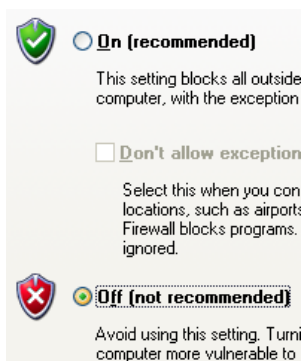 On (recommended)
This setting blocks all outside
computer, with the exception
Don't allow exception
Select this when you con
locations, such as airports
Firewall blocks programs.
ignored.
Off (not recommended)
Avoid using this setting. Turni
computer more vulnerable to